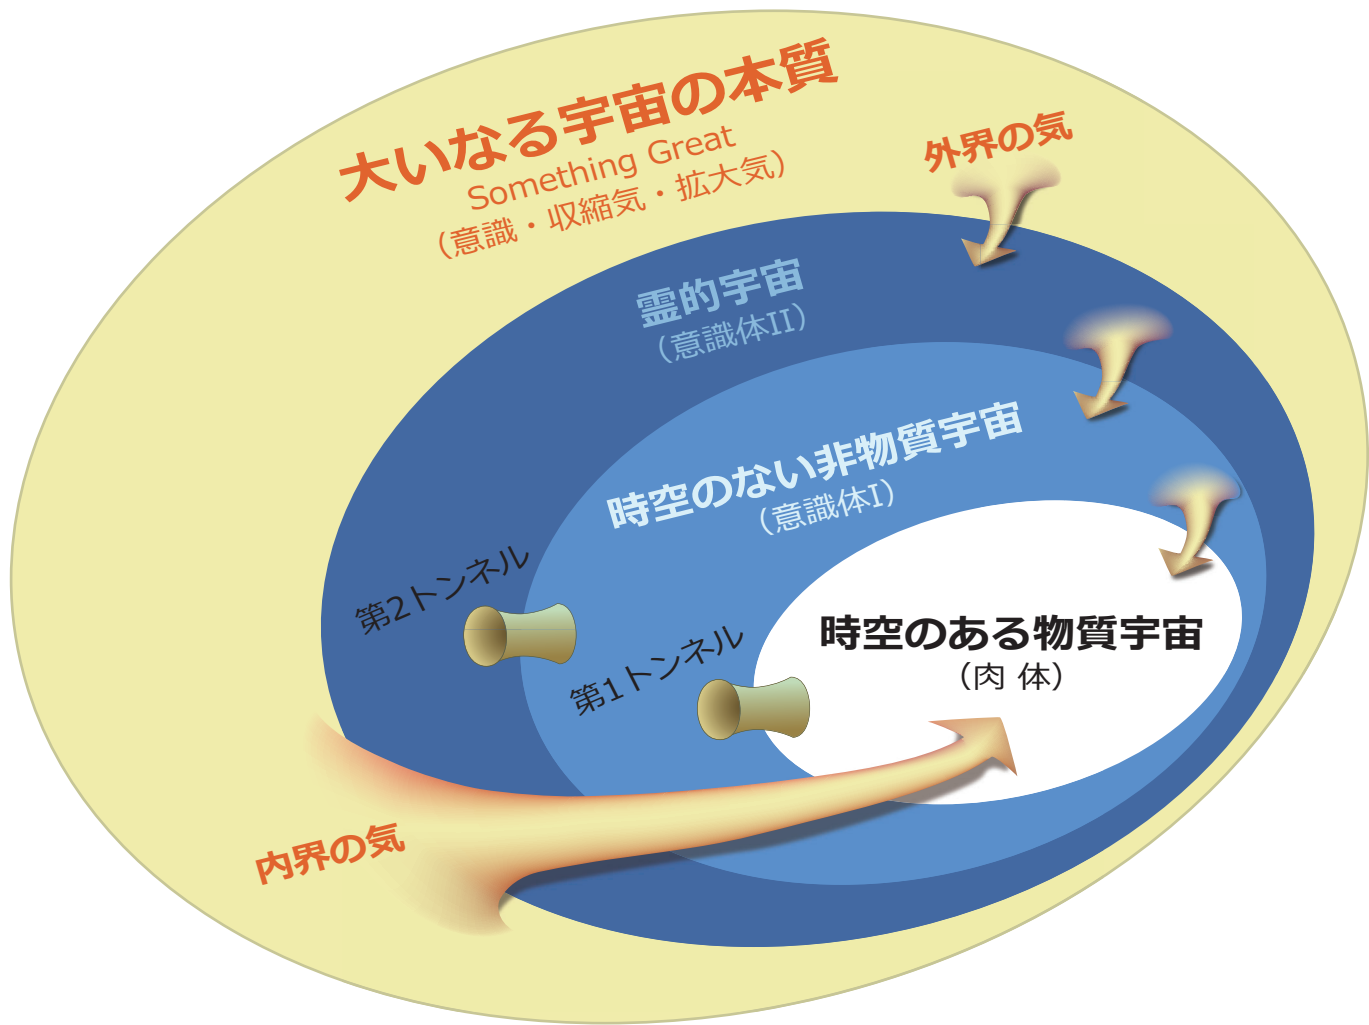 大いなる宇宙の本質
Something Great
（意識・収縮気・拡大気）
外界の気
霊的宇宙
（意識体II）
時空のない非物質宇宙
（意識体I）
第2トンネル
第1トンネル
時空のある物質宇宙
（肉 体）
内界の気